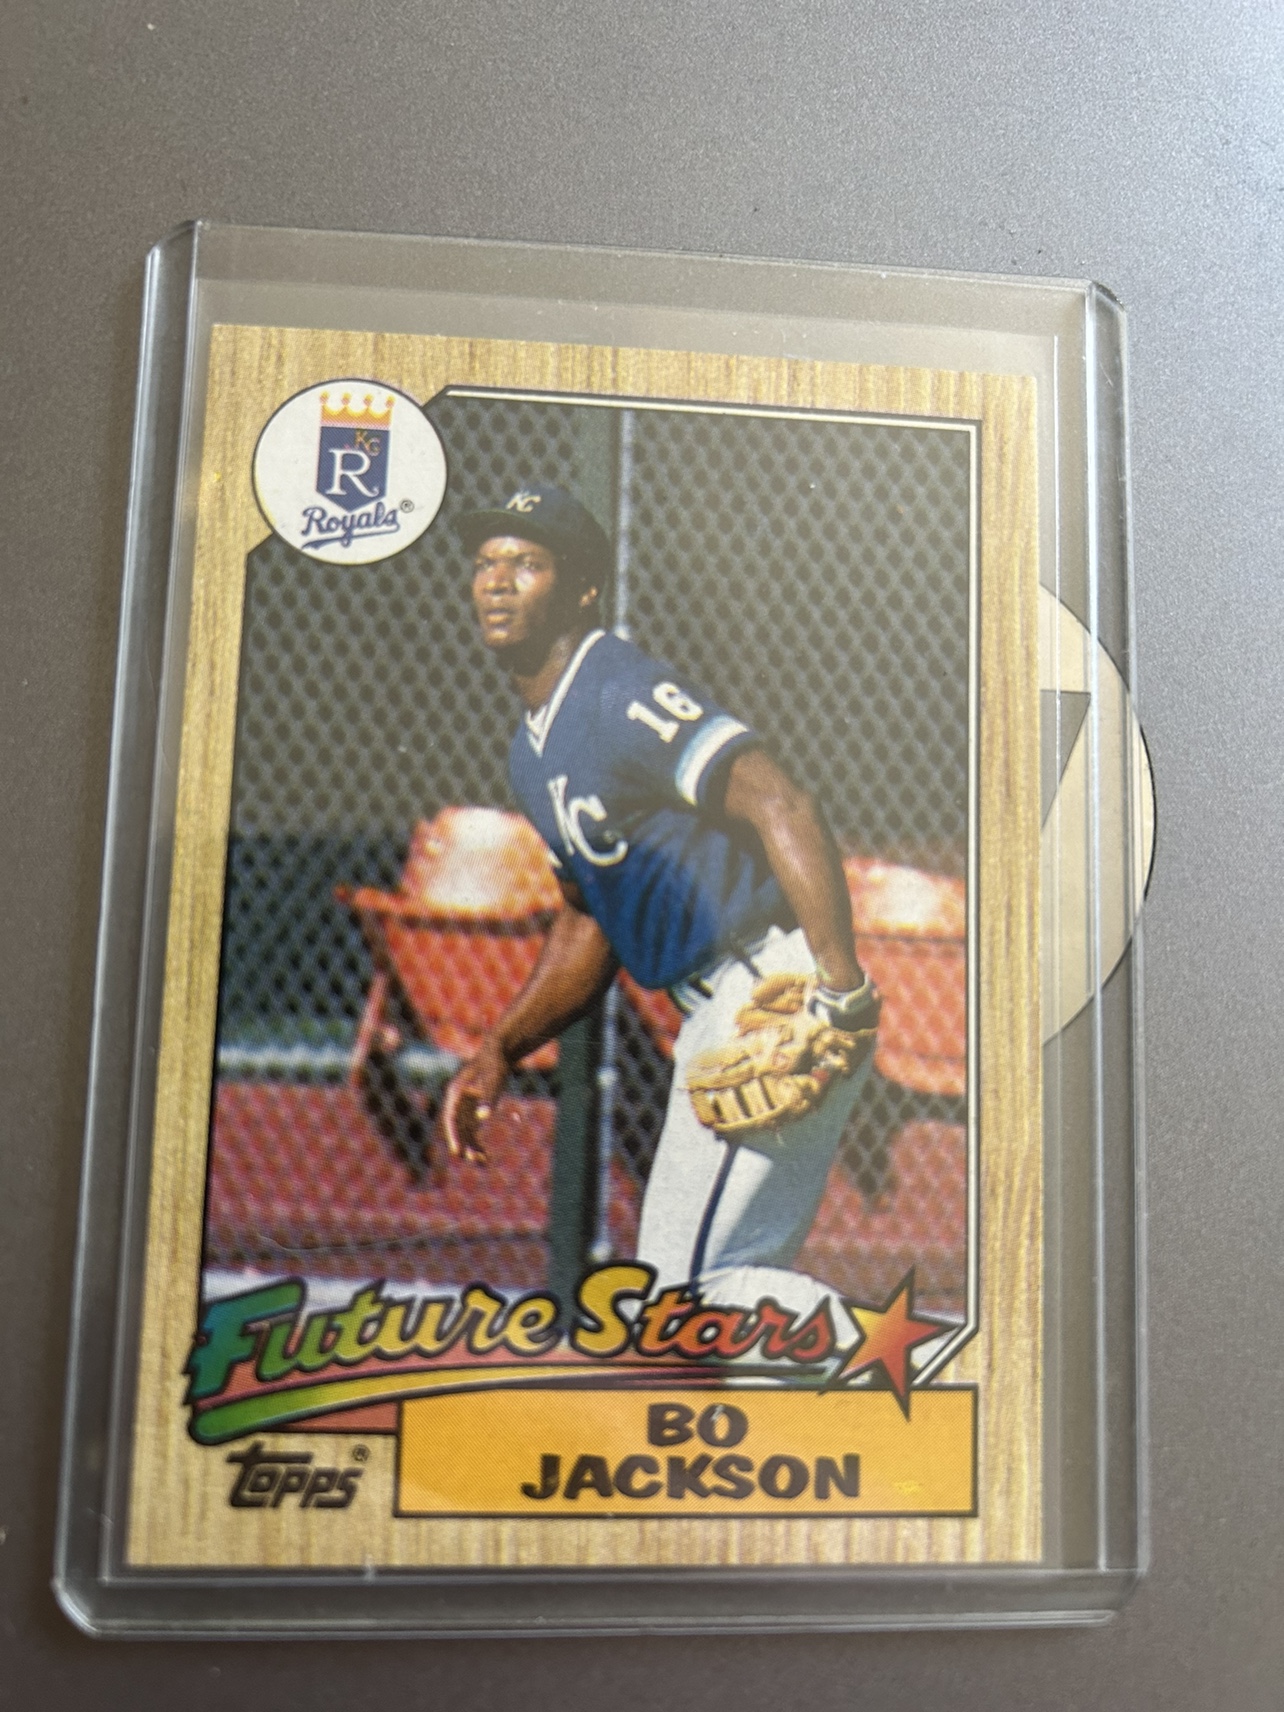 KC
R
Royals®
KC
16
KC
Future Stars
BO
JACKSON
TOPPS®